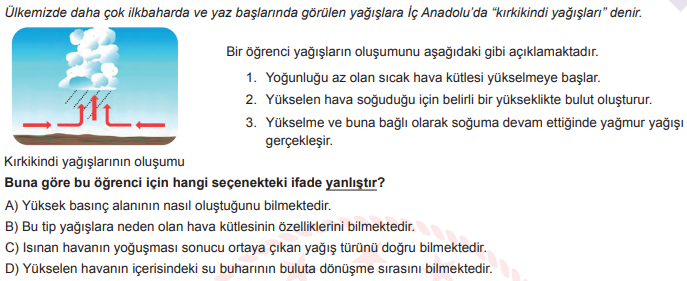 Ülkemizde daha çok ilkbaharda ve yaz başlarında görülen yağışlara İç Anadolu'da “kırkikindi yağışları” denir.
Bir öğrenci yağışların oluşumunu aşağıdaki gibi açıklamaktadır.
1. Yoğunluğu az olan sıcak hava kütlesi yükselmeye başlar.
2. Yükselen hava soğuduğu için belirli bir yükseklikte bulut oluşturur.
3. Yükselme ve buna bağlı olarak soğuma devam ettiğinde yağmur yağışı
gerçekleşir.
Kırkikindi yağışlarının oluşumu
Buna göre bu öğrenci için hangi seçenekteki ifade yanlıştır?
A) Yüksek basınç alanının nasıl oluştuğunu bilmektedir.
B) Bu tip yağışlara neden olan hava kütlesinin özelliklerini bilmektedir.
C) Isınan havanın yoğuşması sonucu ortaya çıkan yağış türünü doğru bilmektedir.
D) Yükselen havanın içerisindeki su buharının buluta dönüşme sırasını bilmektedir.